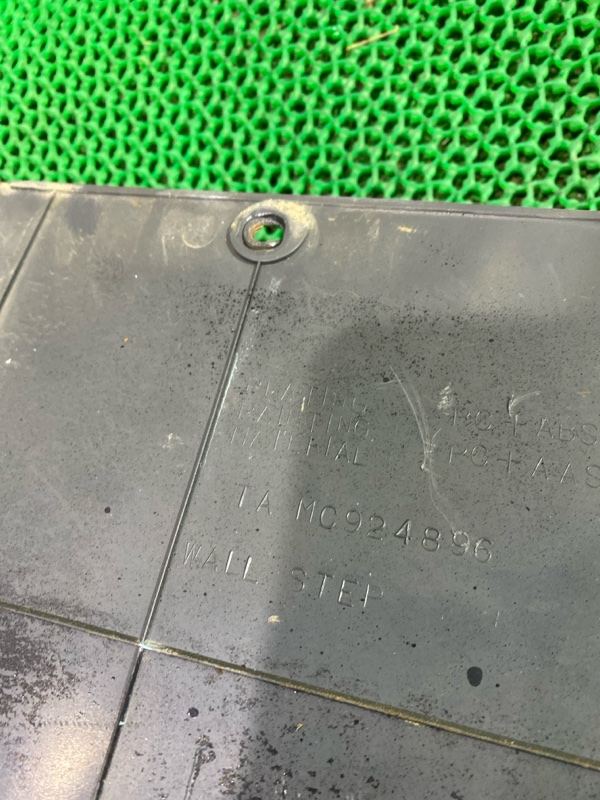 PLATING PC+ABS
PAINTING
MATERIAL PC+AAS
TA MC924896
WALL STEP